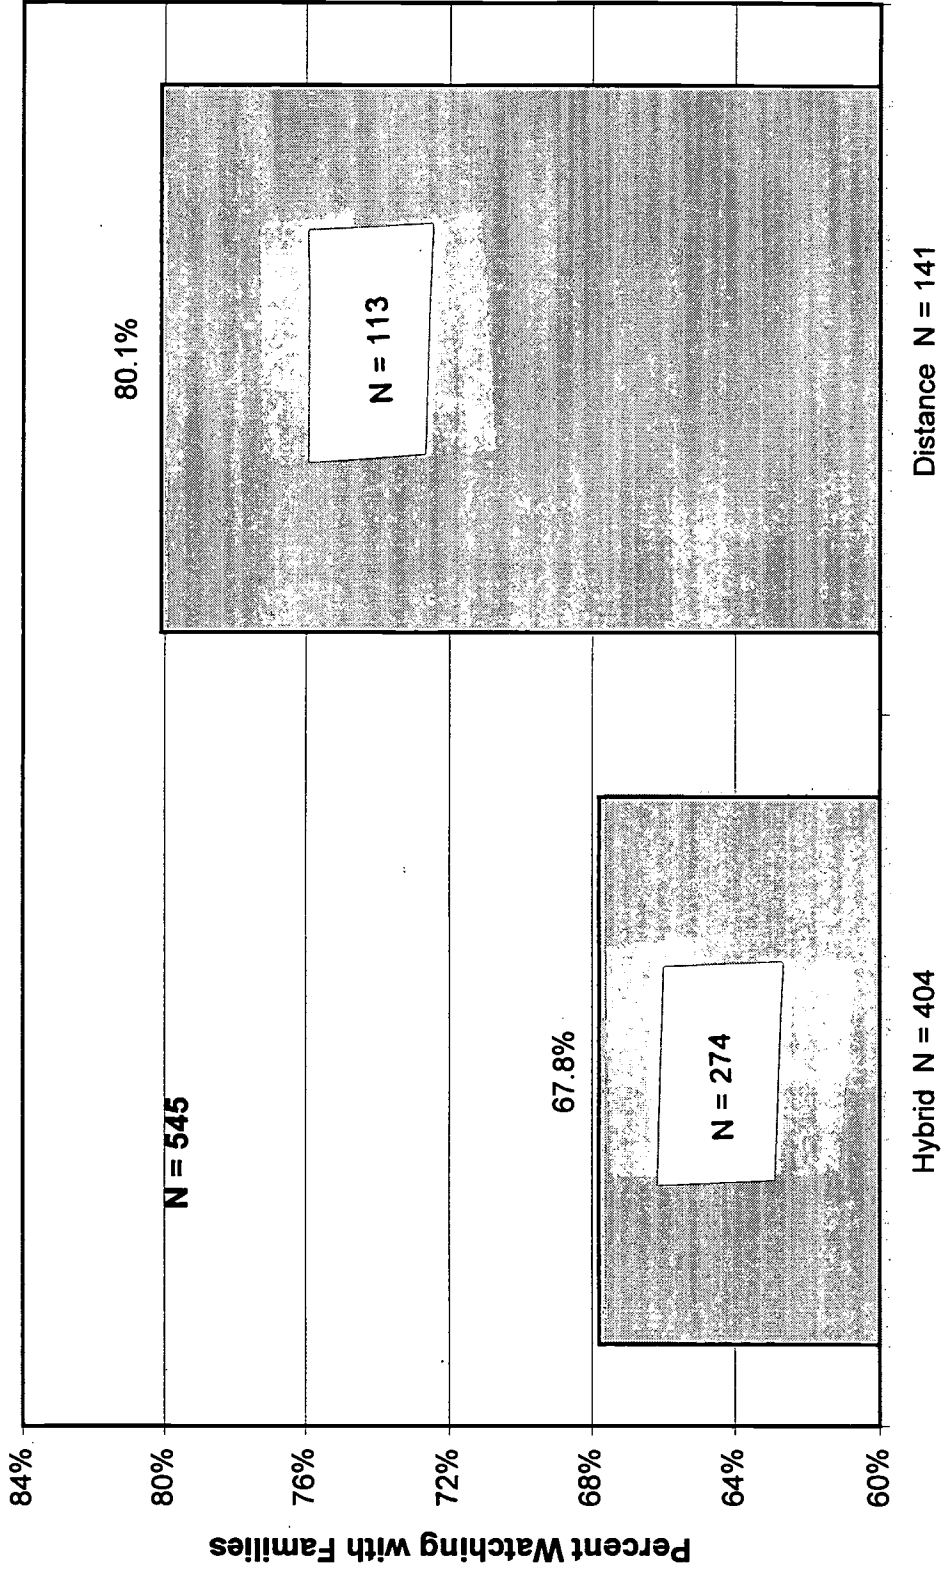 84%
80%
76%
72%
68%
64%
60%
Percent Watching with Families
N = 545
67.8%
80.1%
N = 274
N = 113
Hybrid N = 404
Distance N = 141